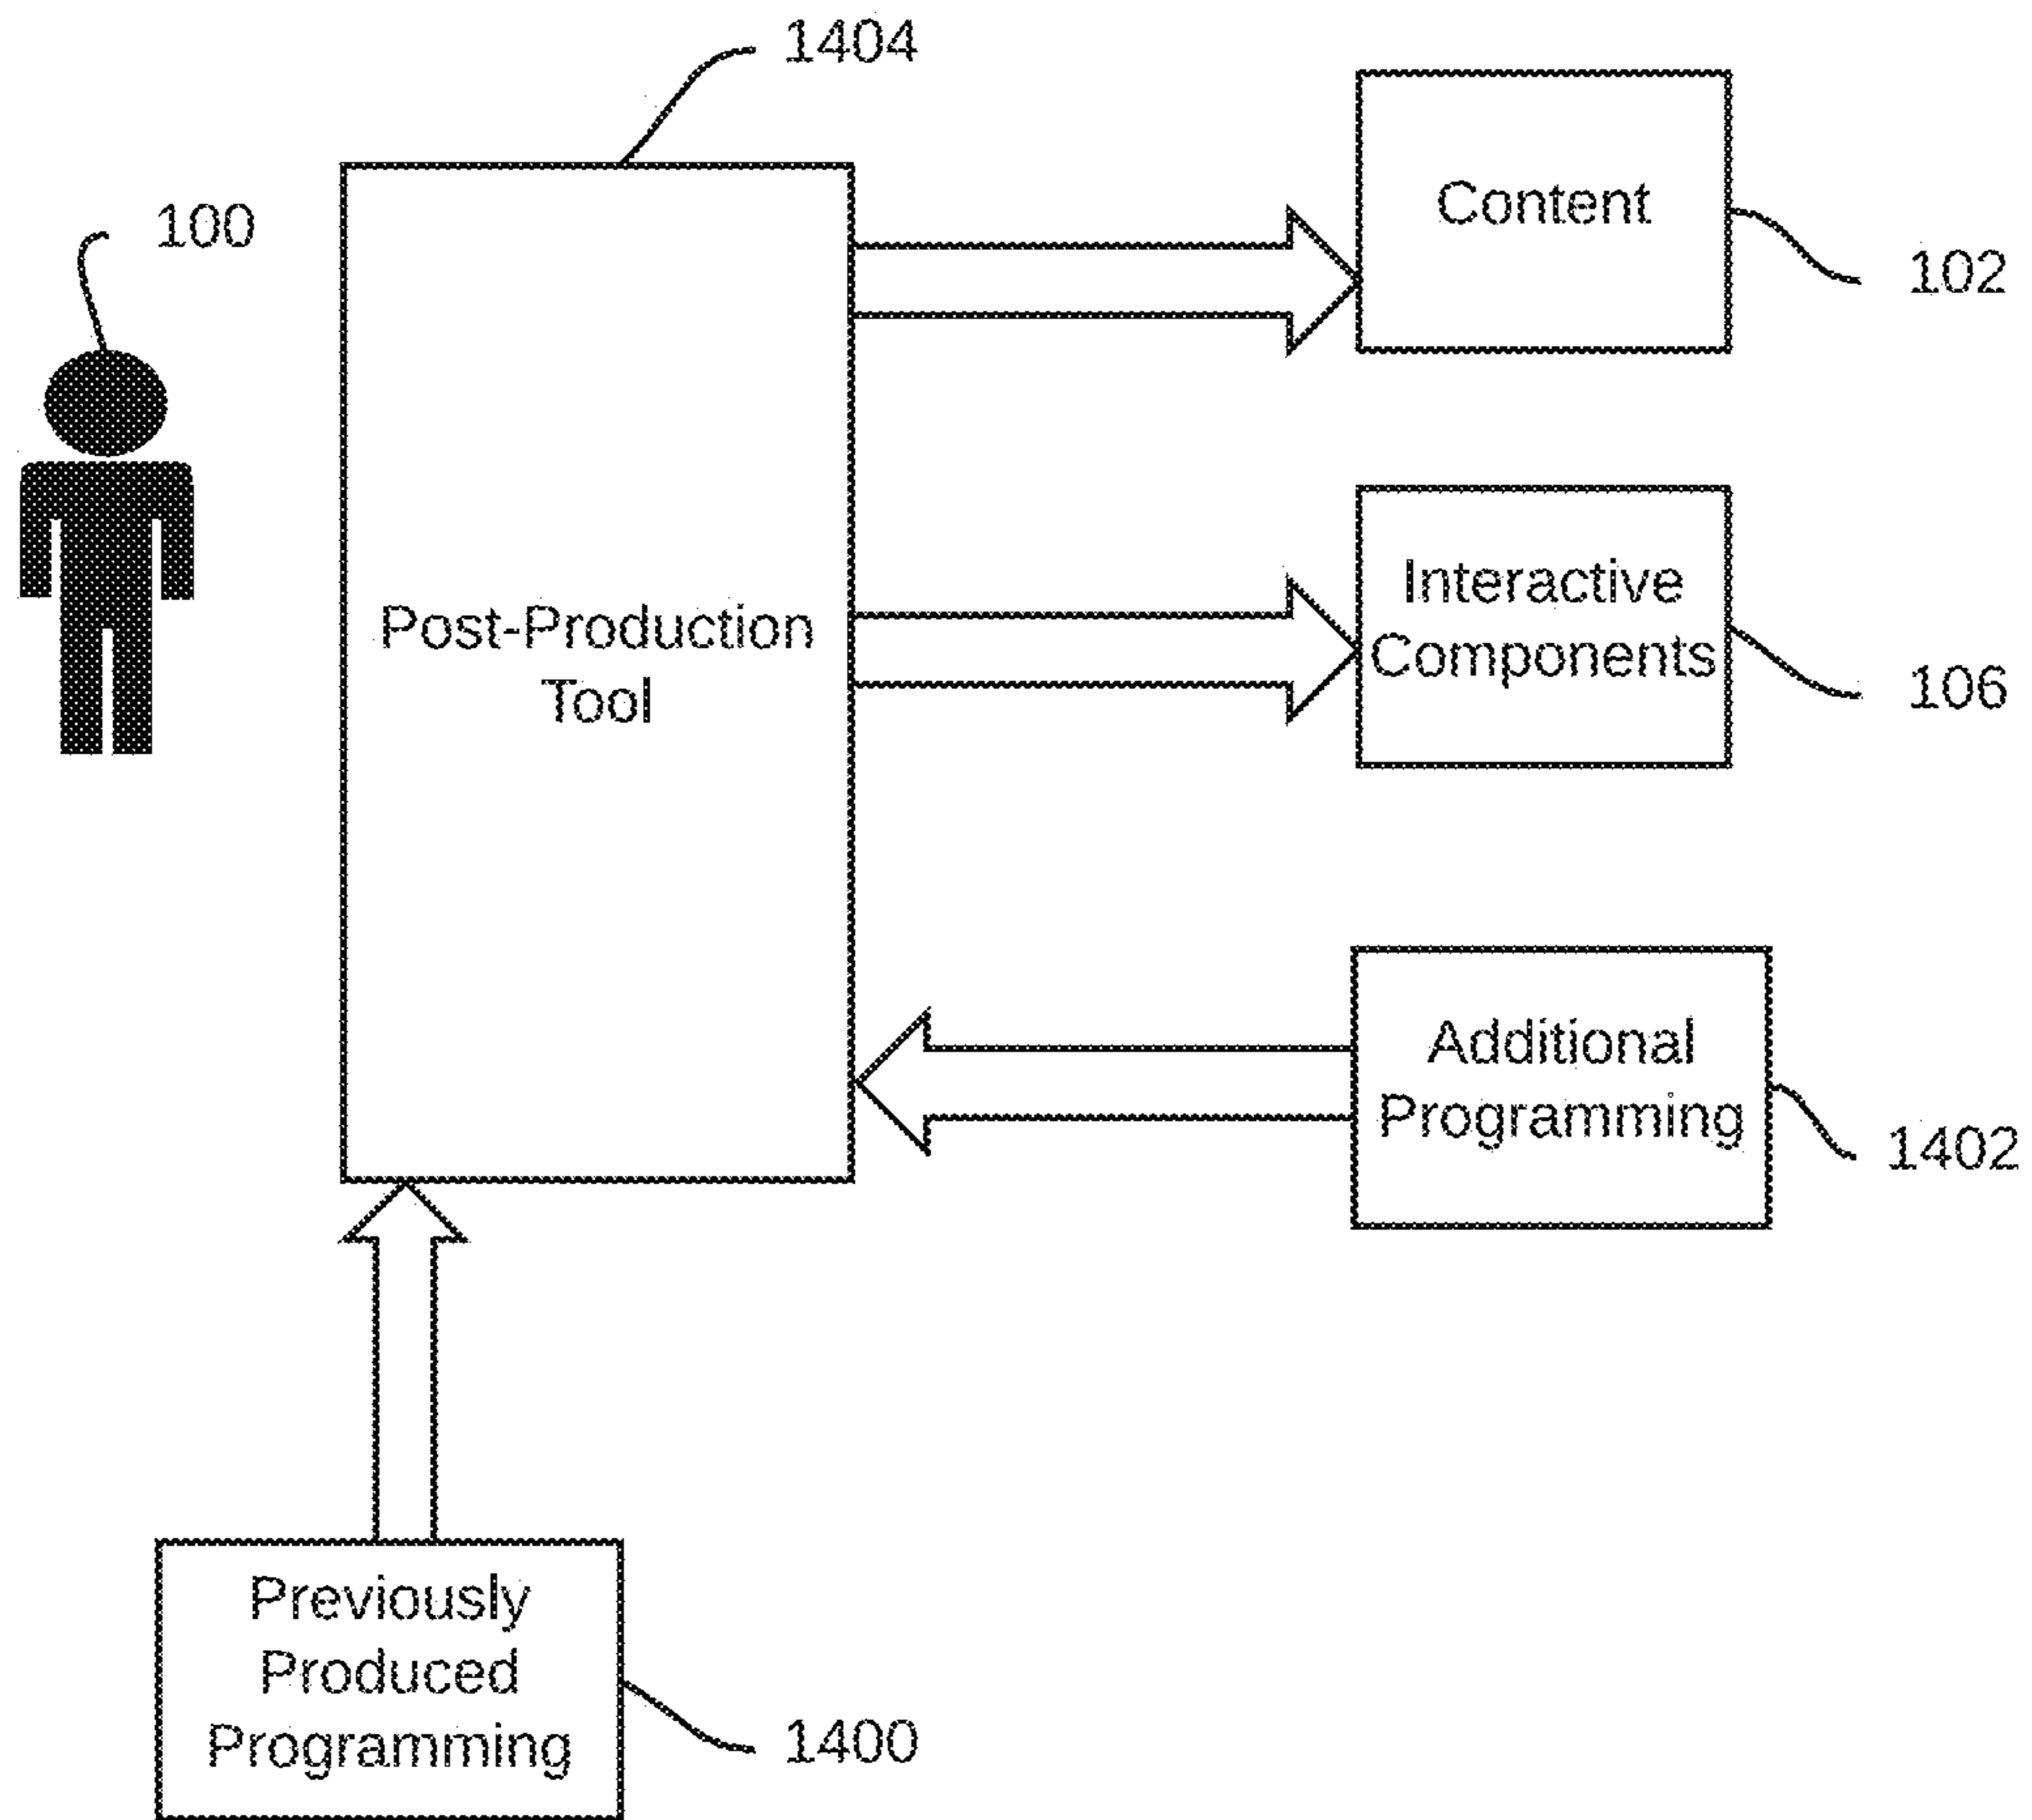 1404
100
Content
102
Post-Production
Tool
Interactive
Components
106
Additional
Programming
1402
Previously
Produced
Programming
1400